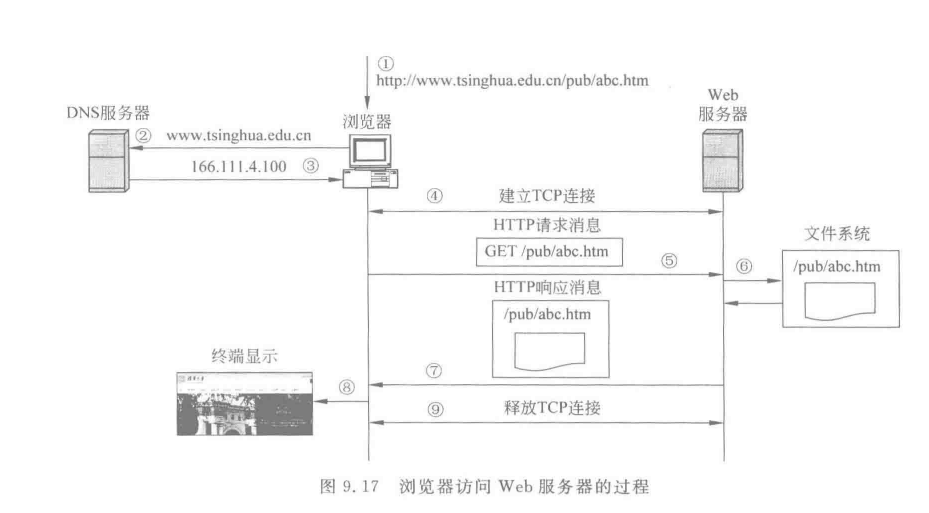 ①
http://www.tsinghua.edu.cn/pub/abc.htm
Web
服务器
DNS服务器
浏览器
② www.tsinghua.edu.cn
166.111.4.100 ③
④ 建立TCP连接
HTTP请求消息
GET /pub/abc.htm
⑤
⑥
文件系统
/pub/abc.htm
HTTP响应消息
/pub/abc.htm
终端显示
⑦
⑧
⑨ 释放TCP连接
图 9.17 浏览器访问 Web 服务器的过程